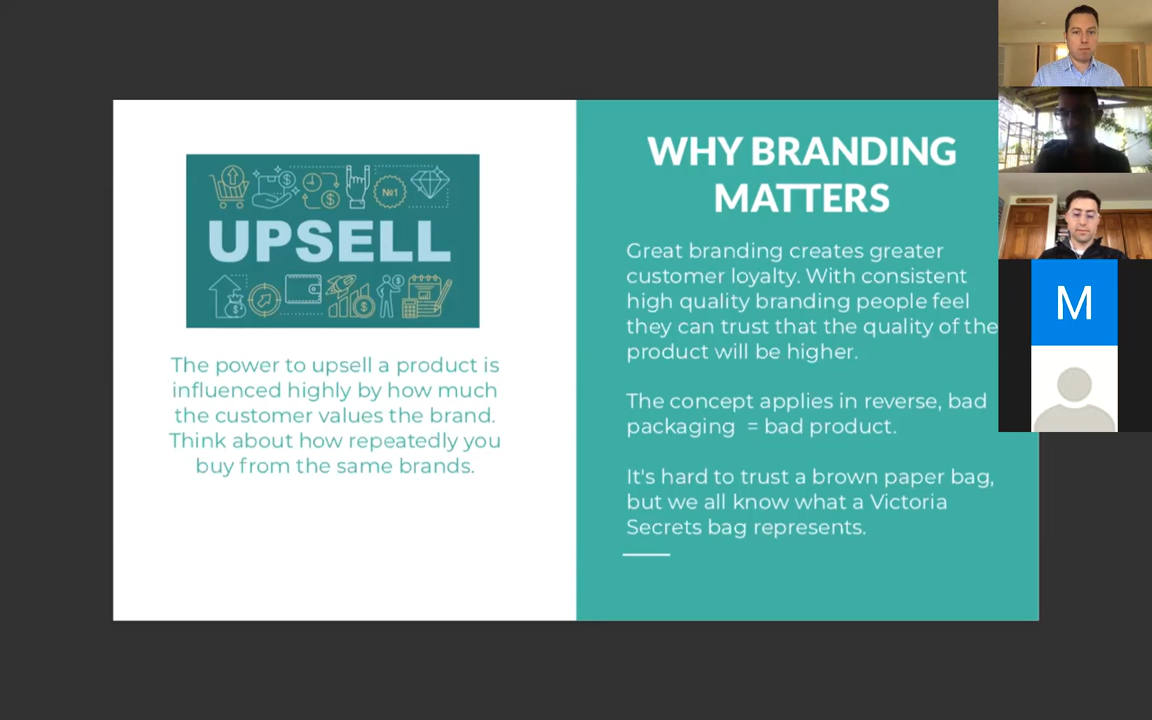 №1
UPSELL
The power to upsell a product is
influenced highly by how much
the customer values the brand.
Think about how repeatedly you
buy from the same brands.
WHY BRANDING
MATTERS
Great branding creates greater
customer loyalty. With consistent
high quality branding people feel
they can trust that the quality of the
product will be higher.
The concept applies in reverse, bad
packaging = bad product.
It's hard to trust a brown paper bag,
but we all know what a Victoria
Secrets bag represents.
M